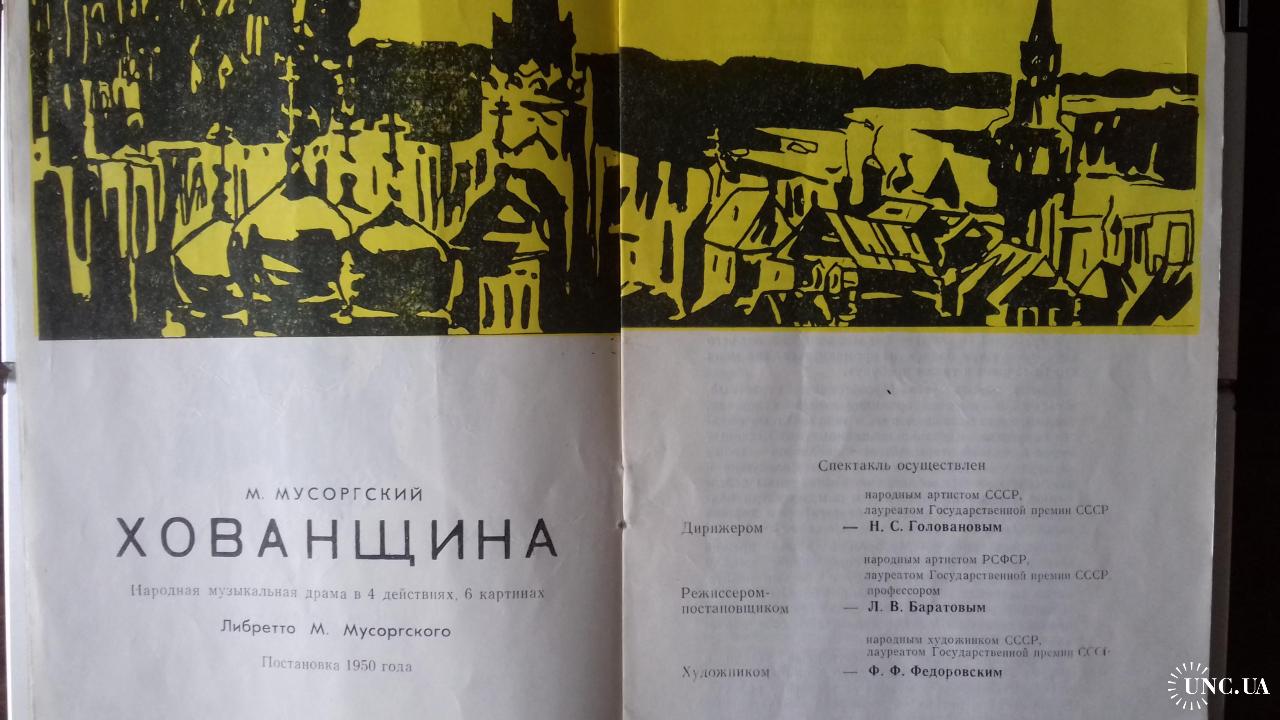 М. МУСОРГСКИЙ
ХОВАНЩИНА
Народная музыкальная драма в 4 действиях, 6 картинах
Либретто М. Мусоргского
Постановка 1950 года
Спектакль осуществлен
народным артистом СССР,
лауреатом Государственной премии СССР
Дирижером — Н. С. Головановым
народным артистом РСФСР,
лауреатом Государственной премии СССР,
профессором
Режиссером-
постановщиком — Л. В. Баратовым
народным художником СССР,
лауреатом Государственной премии СССР
Художником — Ф. Ф. Федоровским
UNC.UA